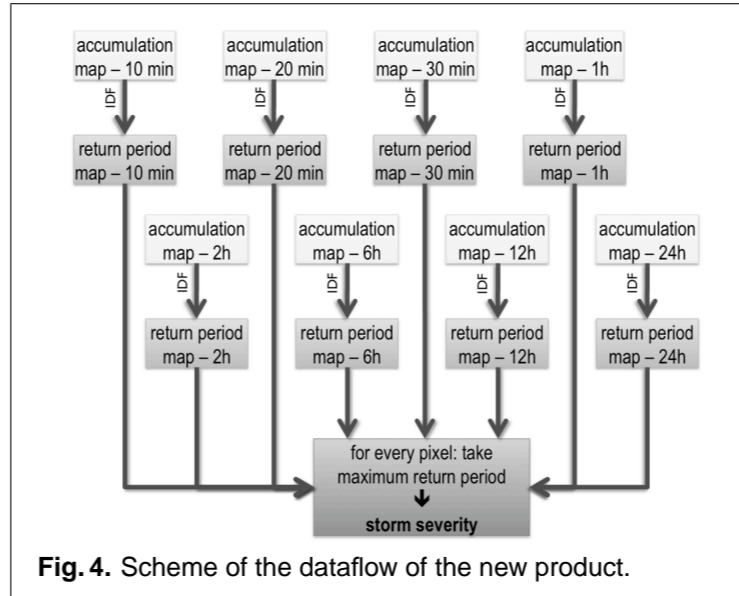 accumulation
map – 10 min
accumulation
map – 20 min
accumulation
map – 30 min
accumulation
map – 1h
IDF
IDF
IDF
IDF
return period
map – 10 min
return period
map – 20 min
return period
map – 30 min
return period
map – 1h
accumulation
map – 2h
accumulation
map – 6h
accumulation
map – 12h
accumulation
map – 24h
IDF
IDF
IDF
IDF
return period
map – 2h
return period
map – 6h
return period
map – 12h
return period
map – 24h
for every pixel: take
maximum return period
storm severity
Fig. 4. Scheme of the dataflow of the new product.